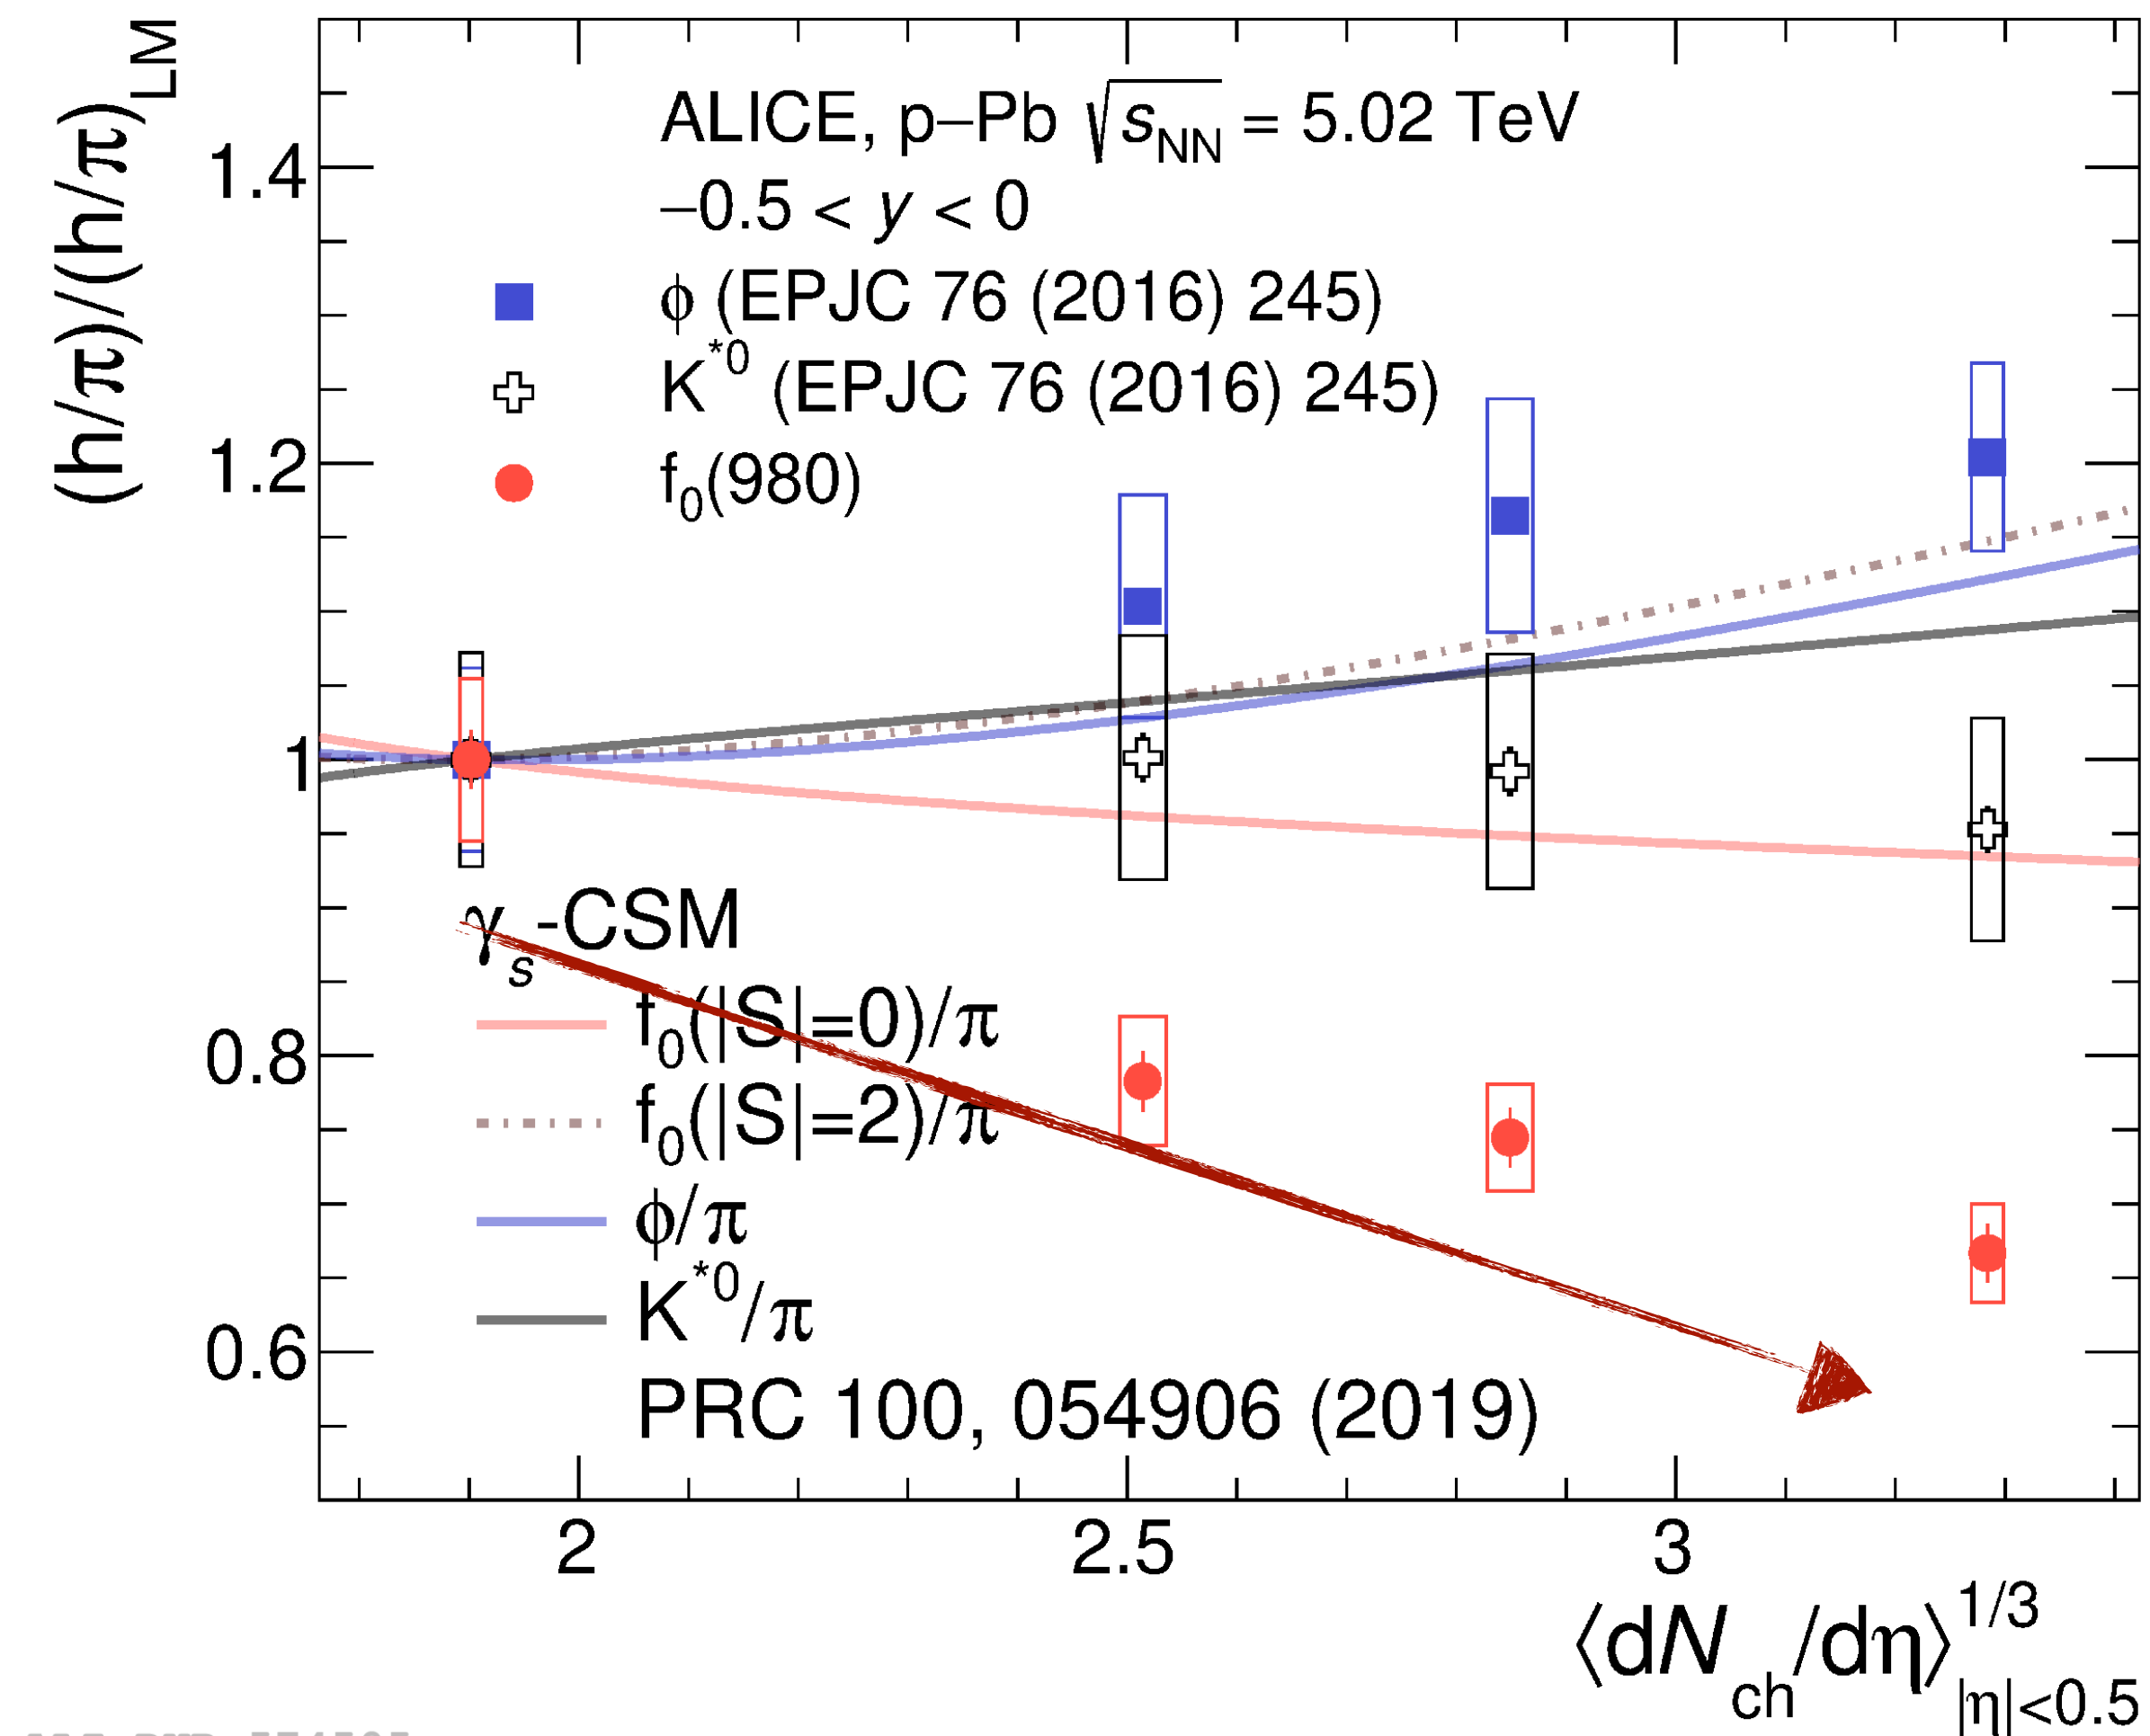 (h/π)/(h/π)LM
ALICE, p–Pb √sNN = 5.02 TeV
–0.5 < y < 0
ϕ (EPJC 76 (2016) 245)
K*0 (EPJC 76 (2016) 245)
f0(980)
1.4
1.2
1
0.8
0.6
γs-CSM
f0(|S|=0)/π
f0(|S|=2)/π
ϕ/π
K*0/π
PRC 100, 054906 (2019)
2 2.5 3
⟨dNch/dη⟩1/3|η|<0.5